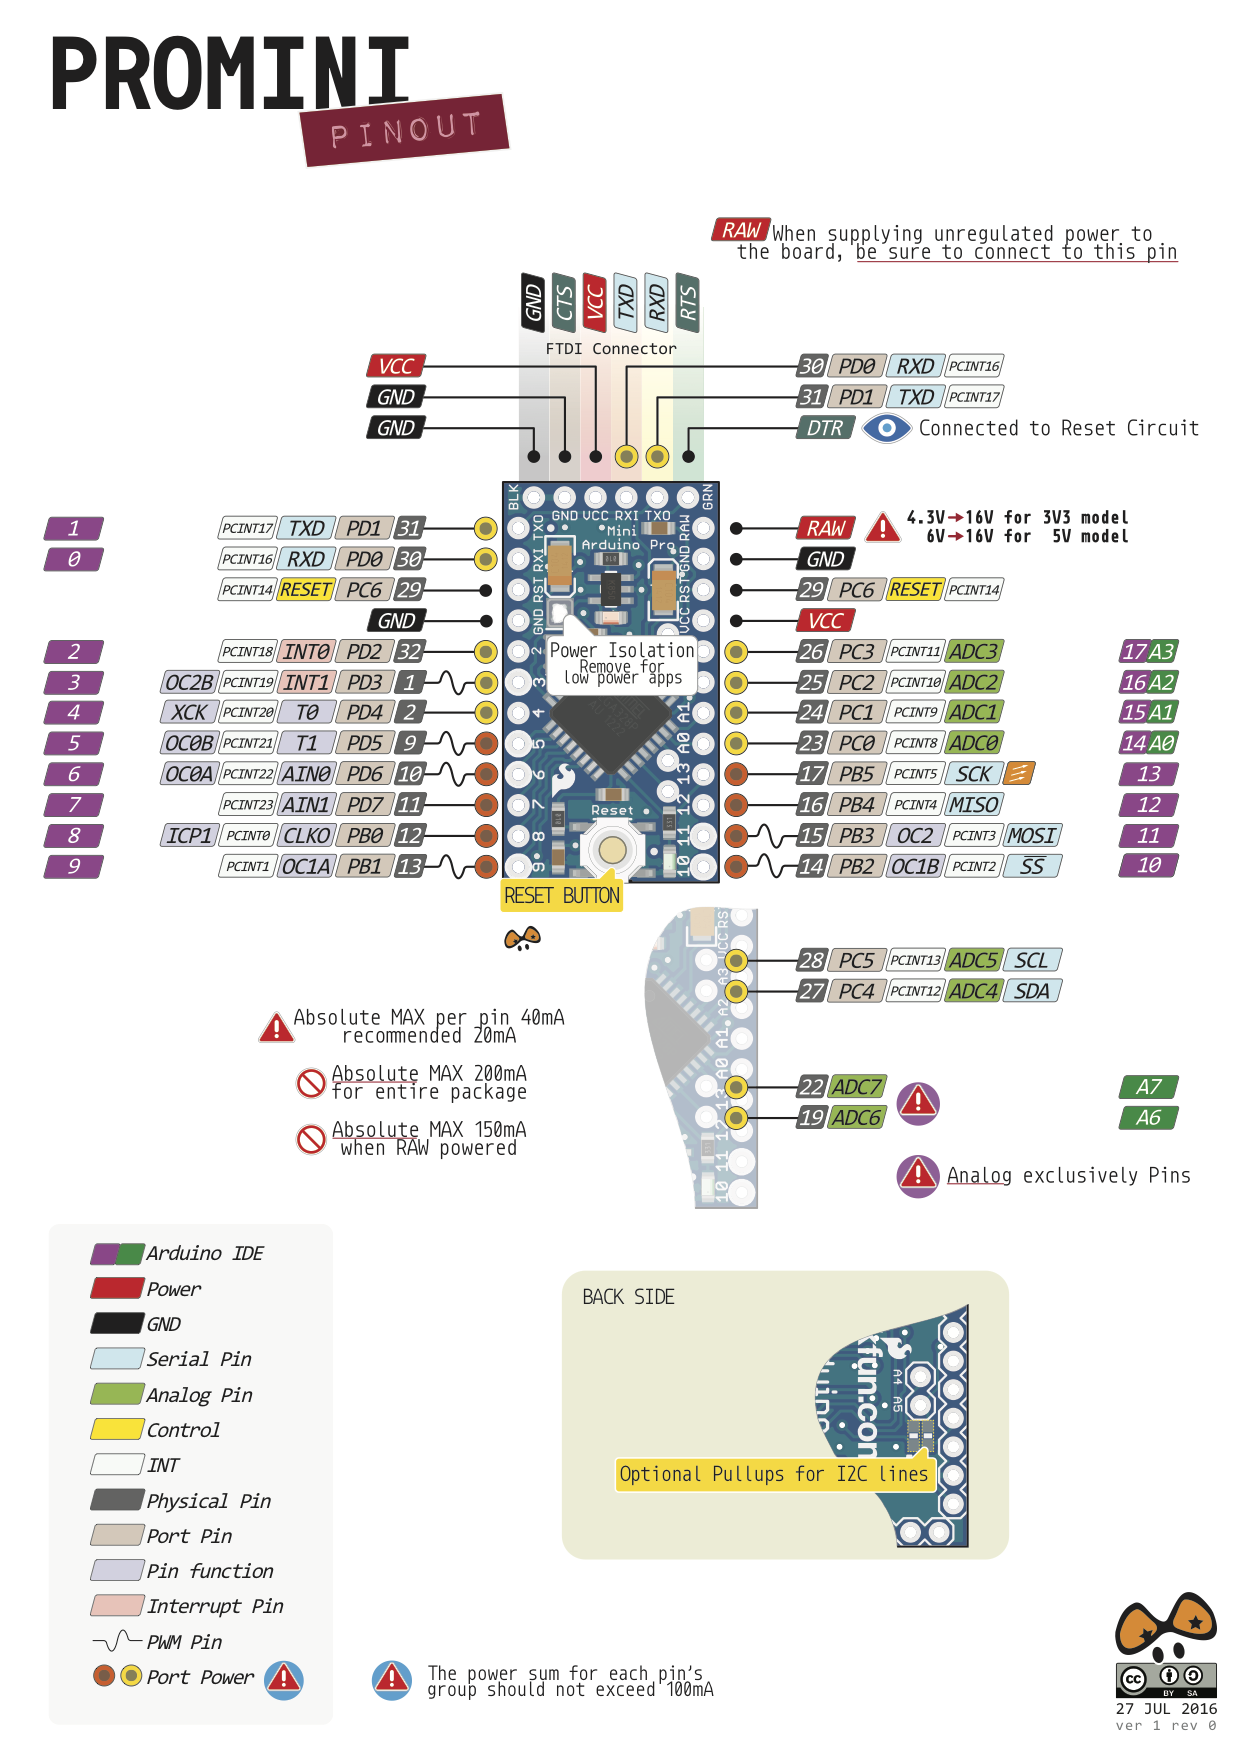 PROMINI
PINOUT
RAW When supplying unregulated power to
the board, be sure to connect to this pin
GND CTS VCC TXD RXD RTS
FTDI Connector
VCC
GND
GND
30 PD0 RXD PCINT16
31 PD1 TXD PCINT17
DTR Connected to Reset Circuit
BLK GRN
GND VCC RXI TXO
Mini
Arduino Pro
TXO RXI RST GND 2 3 4 5 6 7 8 9
RAW GND RST VCC A1 A0 13 12 11 10
1 PCINT17 TXD PD1 31
0 PCINT16 RXD PD0 30
PCINT14 RESET PC6 29
GND
2 PCINT18 INT0 PD2 32
3 OC2B PCINT19 INT1 PD3 1
4 XCK PCINT20 T0 PD4 2
5 OC0B PCINT21 T1 PD5 9
6 OC0A PCINT22 AIN0 PD6 10
7 PCINT23 AIN1 PD7 11
8 ICP1 PCINT0 CLKO PB0 12
9 PCINT1 OC1A PB1 13
RAW 4.3V→16V for 3V3 model
6V→16V for 5V model
GND
29 PC6 RESET PCINT14
VCC
26 PC3 PCINT11 ADC3 17 A3
25 PC2 PCINT10 ADC2 16 A2
24 PC1 PCINT9 ADC1 15 A1
23 PC0 PCINT8 ADC0 14 A0
17 PB5 PCINT5 SCK 13
16 PB4 PCINT4 MISO 12
15 PB3 OC2 PCINT3 MOSI 11
14 PB2 OC1B PCINT2 SS 10
Power Isolation
Remove for
low power apps
Reset
RESET BUTTON
VCC A3 A2 A1 A0 13 12 11 10
28 PC5 PCINT13 ADC5 SCL
27 PC4 PCINT12 ADC4 SDA
22 ADC7 A7
19 ADC6 A6
Analog exclusively Pins
Absolute MAX per pin 40mA
recommended 20mA
Absolute MAX 200mA
for entire package
Absolute MAX 150mA
when RAW powered
Arduino IDE
Power
GND
Serial Pin
Analog Pin
Control
INT
Physical Pin
Port Pin
Pin function
Interrupt Pin
PWM Pin
Port Power
The power sum for each pin's
group should not exceed 100mA
BACK SIDE
A4 A5
kfun.com
Optional Pullups for I2C lines
cc BY SA
27 JUL 2016
ver 1 rev 0